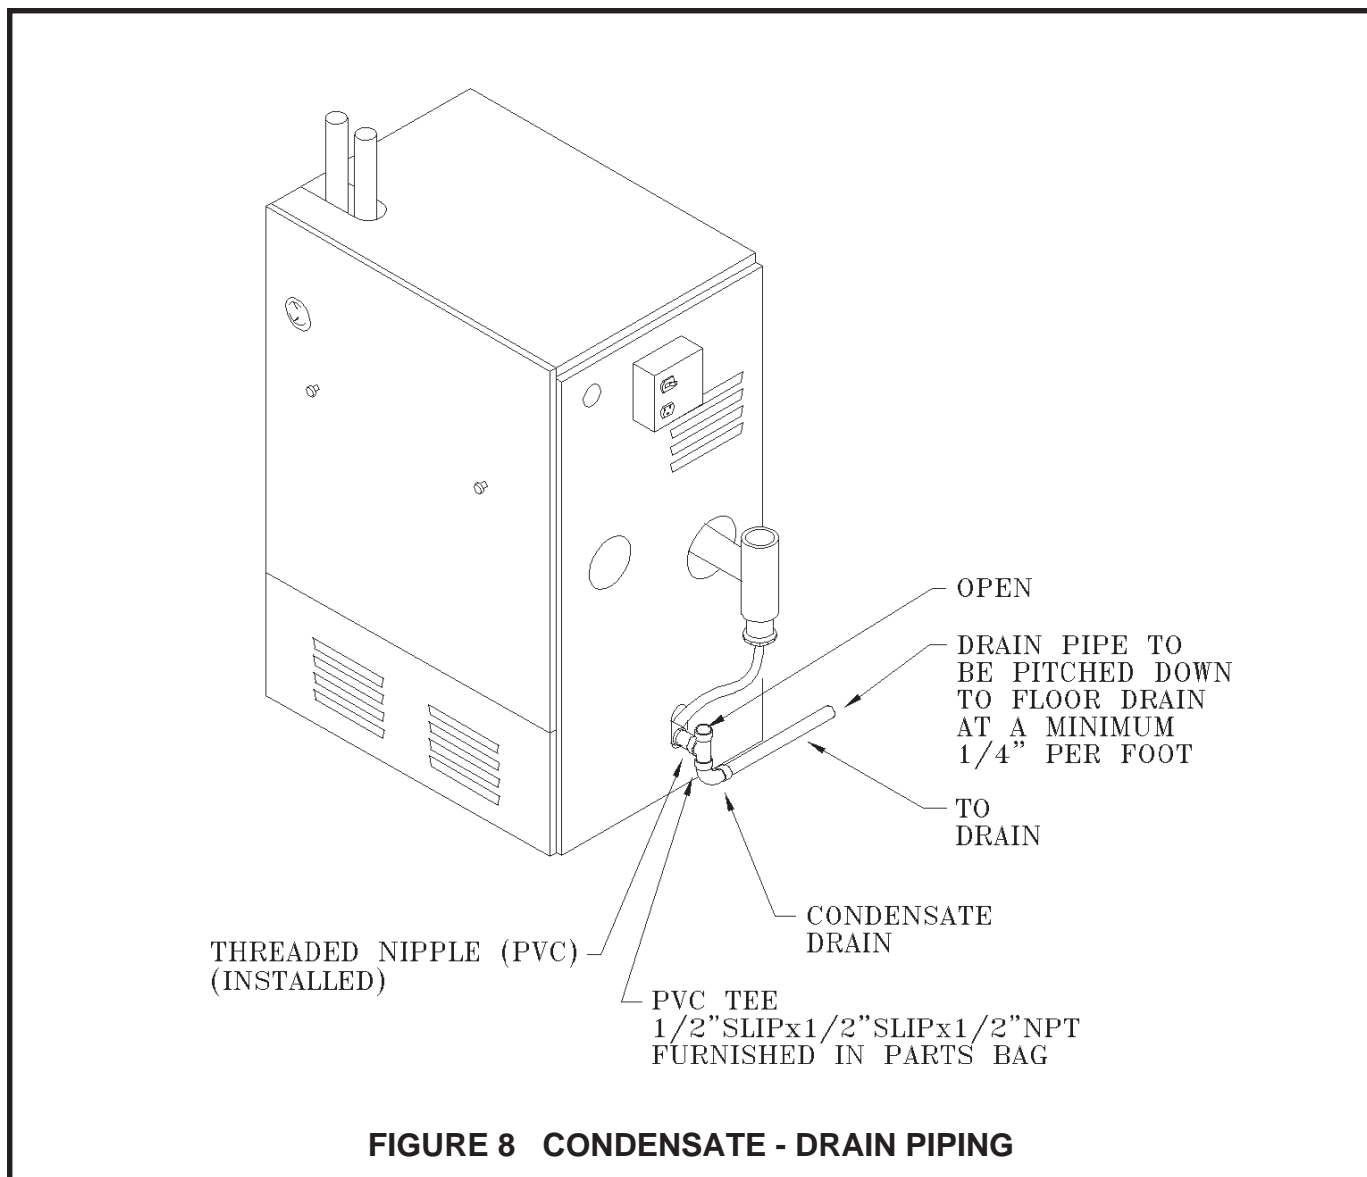 OPEN
DRAIN PIPE TO
BE PITCHED DOWN
TO FLOOR DRAIN
AT A MINIMUM
1/4” PER FOOT
TO
DRAIN
CONDENSATE
DRAIN
THREADED NIPPLE (PVC)
(INSTALLED)
PVC TEE
1/2”SLIPx1/2”SLIPx1/2”NPT
FURNISHED IN PARTS BAG
FIGURE 8 CONDENSATE - DRAIN PIPING